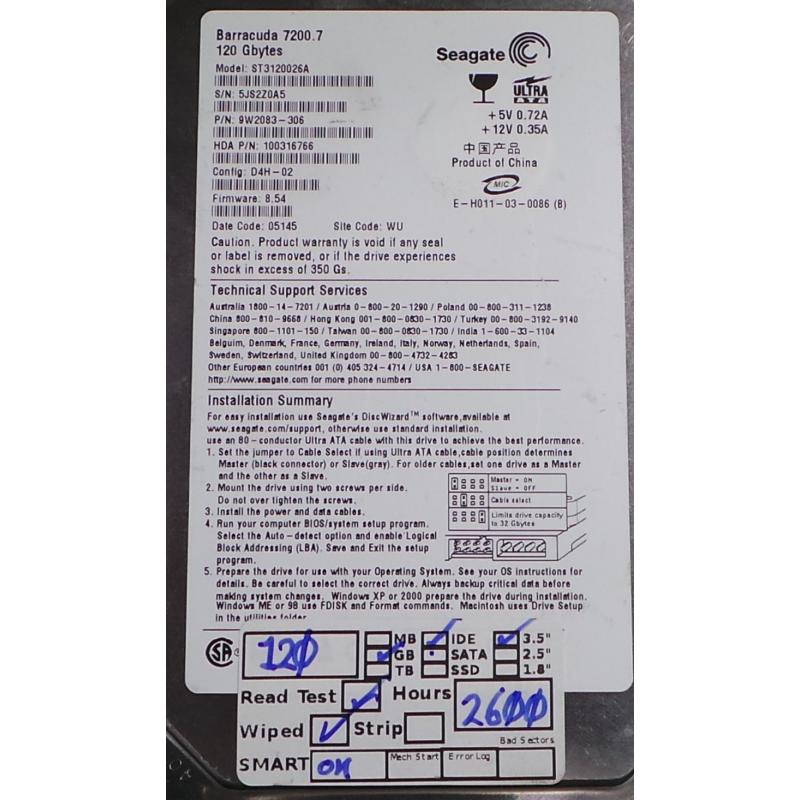 Barracuda 7200.7
120 Gbytes
Seagate
Model: ST3120026A
S/N: 5JS2Z0A5
ULTRA
ATA
P/N: 9W2083-306
+5V 0.72A
+12V 0.35A
HDA P/N: 100316766
中国产品
Product of China
Config: D4H-02
MIC
Firmware: 8.54
E-H011-03-0086 (B)
Date Code: 05145 Site Code: WU
Caution. Product warranty is void if any seal
or label is removed, or if the drive experiences
shock in excess of 350 Gs.
Technical Support Services
Australia 1800-14-7201 / Austria 0-800-20-1290 / Poland 00-800-311-1238
China 800-810-9668 / Hong Kong 001-800-0830-1730 / Turkey 00-800-3192-9140
Singapore 800-1101-150 / Taiwan 00-800-0830-1730 / India 1-600-33-1104
Belguim, Denmark, France, Germany, Ireland, Italy, Norway, Netherlands, Spain,
Sweden, Switzerland, United Kingdom 00-800-4732-4283
Other European countries 001 (0) 405 324-4714 / USA 1-800-SEAGATE
http://www.seagate.com for more phone numbers
Installation Summary
For easy installation use Seagate's DiscWizard™ software,available at
www.seagate.com/support, otherwise use standard installation.
use an 80-conductor Ultra ATA cable with this drive to achieve the best performance.
1. Set the jumper to Cable Select if using Ultra ATA cable,cable position determines
Master (black connector) or Slave(gray). For older cables,set one drive as a Master
and the other as a Slave.
2. Mount the drive using two screws per side.
Do not over tighten the screws.
3. Install the power and data cables.
4. Run your computer BIOS/system setup program.
Select the Auto-detect option and enable Logical
Block Addressing (LBA). Save and Exit the setup
program.
Master = ON
Slave = OFF
Cable select
Limits drive capacity
to 32 Gbytes
5. Prepare the drive for use with your Operating System. See your OS instructions for
details. Be careful to select the correct drive. Always backup critical data before
making system changes. Windows XP or 2000 prepare the drive during installation.
Windows ME or 98 use FDISK and Format commands. Macintosh uses Drive Setup
in the utilities folder.
120 MB IDE 3.5"
GB SATA 2.5"
TB SSD 1.8"
Read Test Hours 2600
Wiped Strip
Bad Sectors
SMART OK Mech Start Error Log